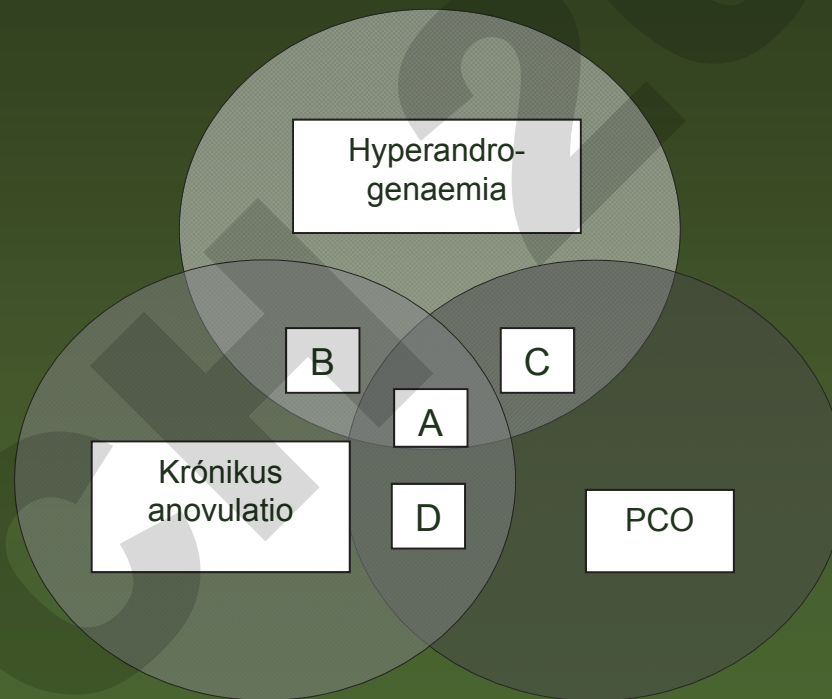 Hyperandro-
genaemia
B
C
A
Krónikus
anovulatio
D
PCO